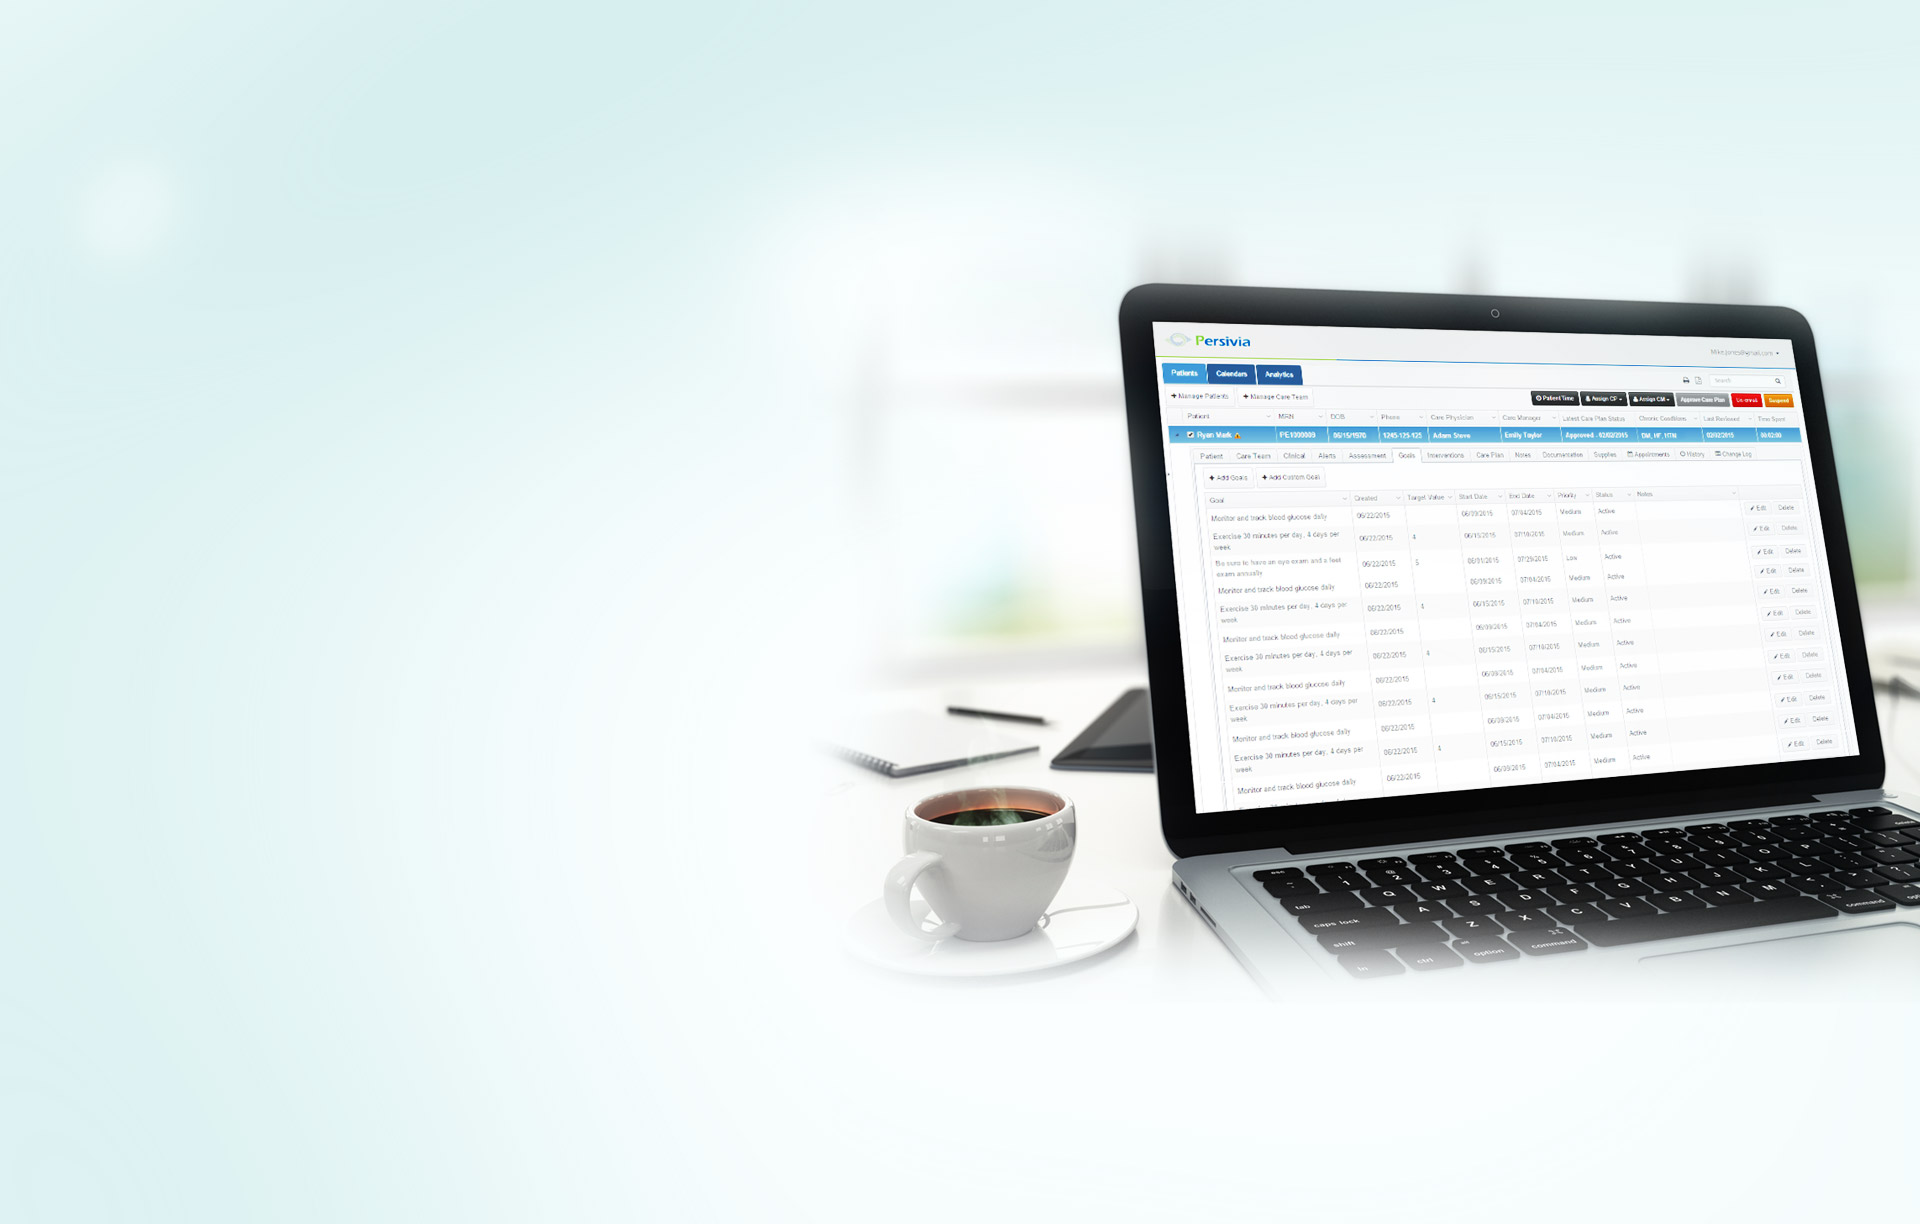 Persivia
Patients Calendars Analytics
Search
Manage Patients Manage Care Team
Patient Time Assign CP Assign CM Approve Care Plan Un-enroll Suspend
Patient MRN DOB Phone Care Physician Care Manager Latest Care Plan Status Chronic Conditions Last Reviewed Time Spent
Ryan Mark PE1000009 06/15/1970 1245-125-125 Adam Steve Emily Taylor Approved - 02/02/2015 DM, HF, HTN 02/02/2015 00:02:00
Patient Care Team Clinical Alerts Assessment Goals Interventions Care Plan Notes Documentation Supplies Appointments History Change Log
Add Goals Add Custom Goal
Goal Created Target Value Start Date End Date Priority Status Notes
Monitor and track blood glucose daily 06/22/2015 06/09/2015 07/04/2015 Medium Active Edit Delete
Exercise 30 minutes per day, 4 days per week 06/22/2015 4 06/15/2015 07/10/2015 Medium Active Edit Delete
Be sure to have an eye exam and a feet exam annually 06/22/2015 5 06/01/2015 07/29/2015 Low Active Edit Delete
Monitor and track blood glucose daily 06/22/2015 06/09/2015 07/04/2015 Medium Active Edit Delete
Exercise 30 minutes per day, 4 days per week 06/22/2015 4 06/15/2015 07/10/2015 Medium Active Edit Delete
Monitor and track blood glucose daily 06/22/2015 06/09/2015 07/04/2015 Medium Active Edit Delete
Exercise 30 minutes per day, 4 days per week 06/22/2015 4 06/15/2015 07/10/2015 Medium Active Edit Delete
Monitor and track blood glucose daily 06/22/2015 06/09/2015 07/04/2015 Medium Active Edit Delete
Exercise 30 minutes per day, 4 days per week 06/22/2015 4 06/15/2015 07/10/2015 Medium Active Edit Delete
Monitor and track blood glucose daily 06/22/2015 06/09/2015 07/04/2015 Medium Active Edit Delete
Exercise 30 minutes per day, 4 days per week 06/22/2015 4 06/15/2015 07/10/2015 Medium Active Edit Delete
Monitor and track blood glucose daily 06/22/2015 06/09/2015 07/04/2015 Medium Active Edit Delete
esc
tab Q W E R T Y U I O P
caps lock A S D F G H J K L
shift Z X C V B N M
fn ctrl option command command